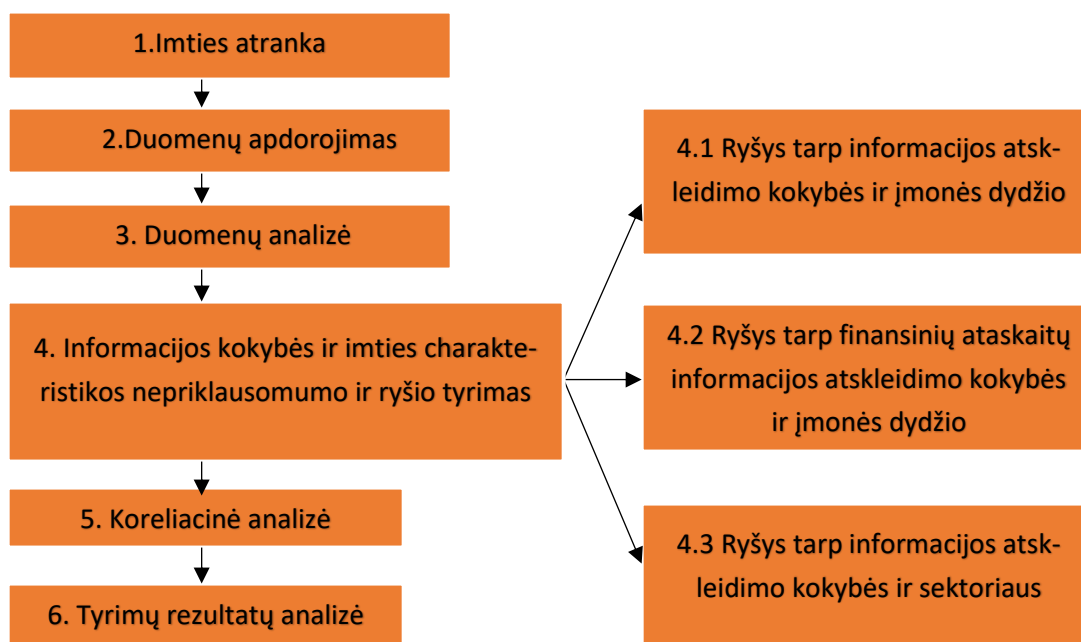 1.Imties atranka
2.Duomenų apdorojimas
3. Duomenų analizė
4. Informacijos kokybės ir imties charakte-
ristikos nepriklausomumo ir ryšio tyrimas
5. Koreliacinė analizė
6. Tyrimų rezultatų analizė
4.1 Ryšys tarp informacijos atsk-
leidimo kokybės ir įmonės dydžio
4.2 Ryšys tarp finansinių ataskaitų
informacijos atskleidimo kokybės
ir įmonės dydžio
4.3 Ryšys tarp informacijos atsk-
leidimo kokybės ir sektoriaus